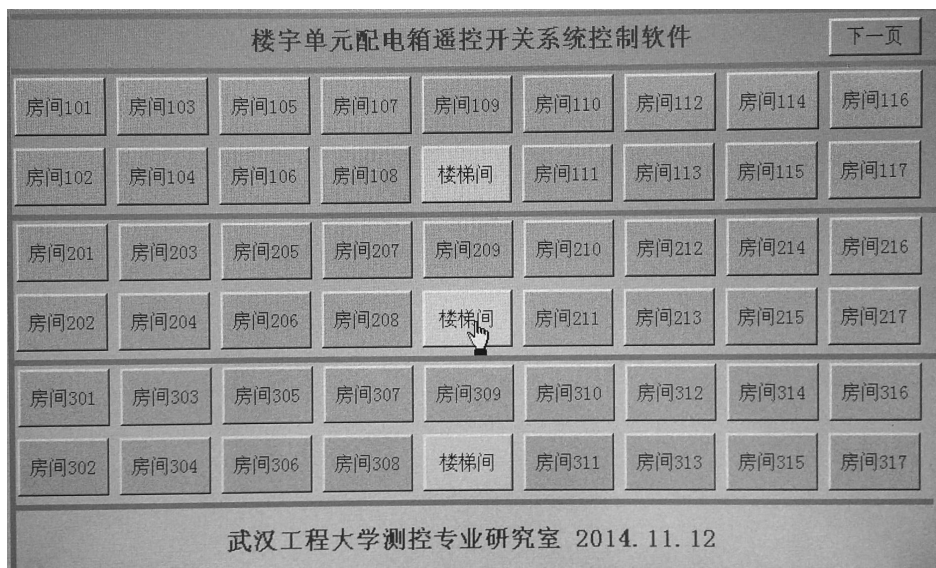 楼宇单元配电箱遥控开关系统控制软件 下一页
房间101 房间103 房间105 房间107 房间109 房间110 房间112 房间114 房间116
房间102 房间104 房间106 房间108 楼梯间 房间111 房间113 房间115 房间117
房间201 房间203 房间205 房间207 房间209 房间210 房间212 房间214 房间216
房间202 房间204 房间206 房间208 楼梯间 房间211 房间213 房间215 房间217
房间301 房间303 房间305 房间307 房间309 房间310 房间312 房间314 房间316
房间302 房间304 房间306 房间308 楼梯间 房间311 房间313 房间315 房间317
武汉工程大学测控专业研究室 2014.11.12